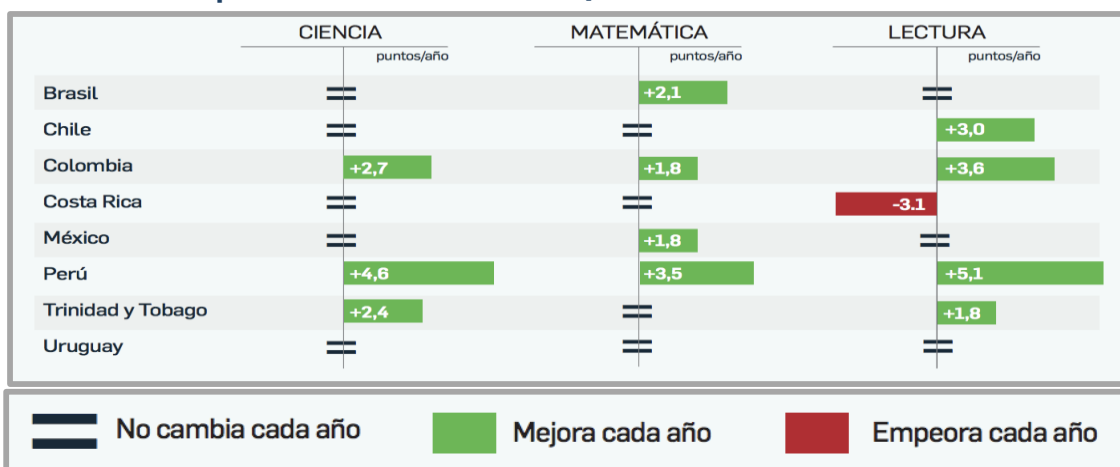 CIENCIA MATEMÁTICA LECTURA
puntos/año puntos/año puntos/año
Brasil +2,1
Chile +3,0
Colombia +2,7 +1,8 +3,6
Costa Rica -3.1
México +1,8
Perú +4,6 +3,5 +5,1
Trinidad y Tobago +2,4 +1,8
Uruguay
No cambia cada año Mejora cada año Empeora cada año